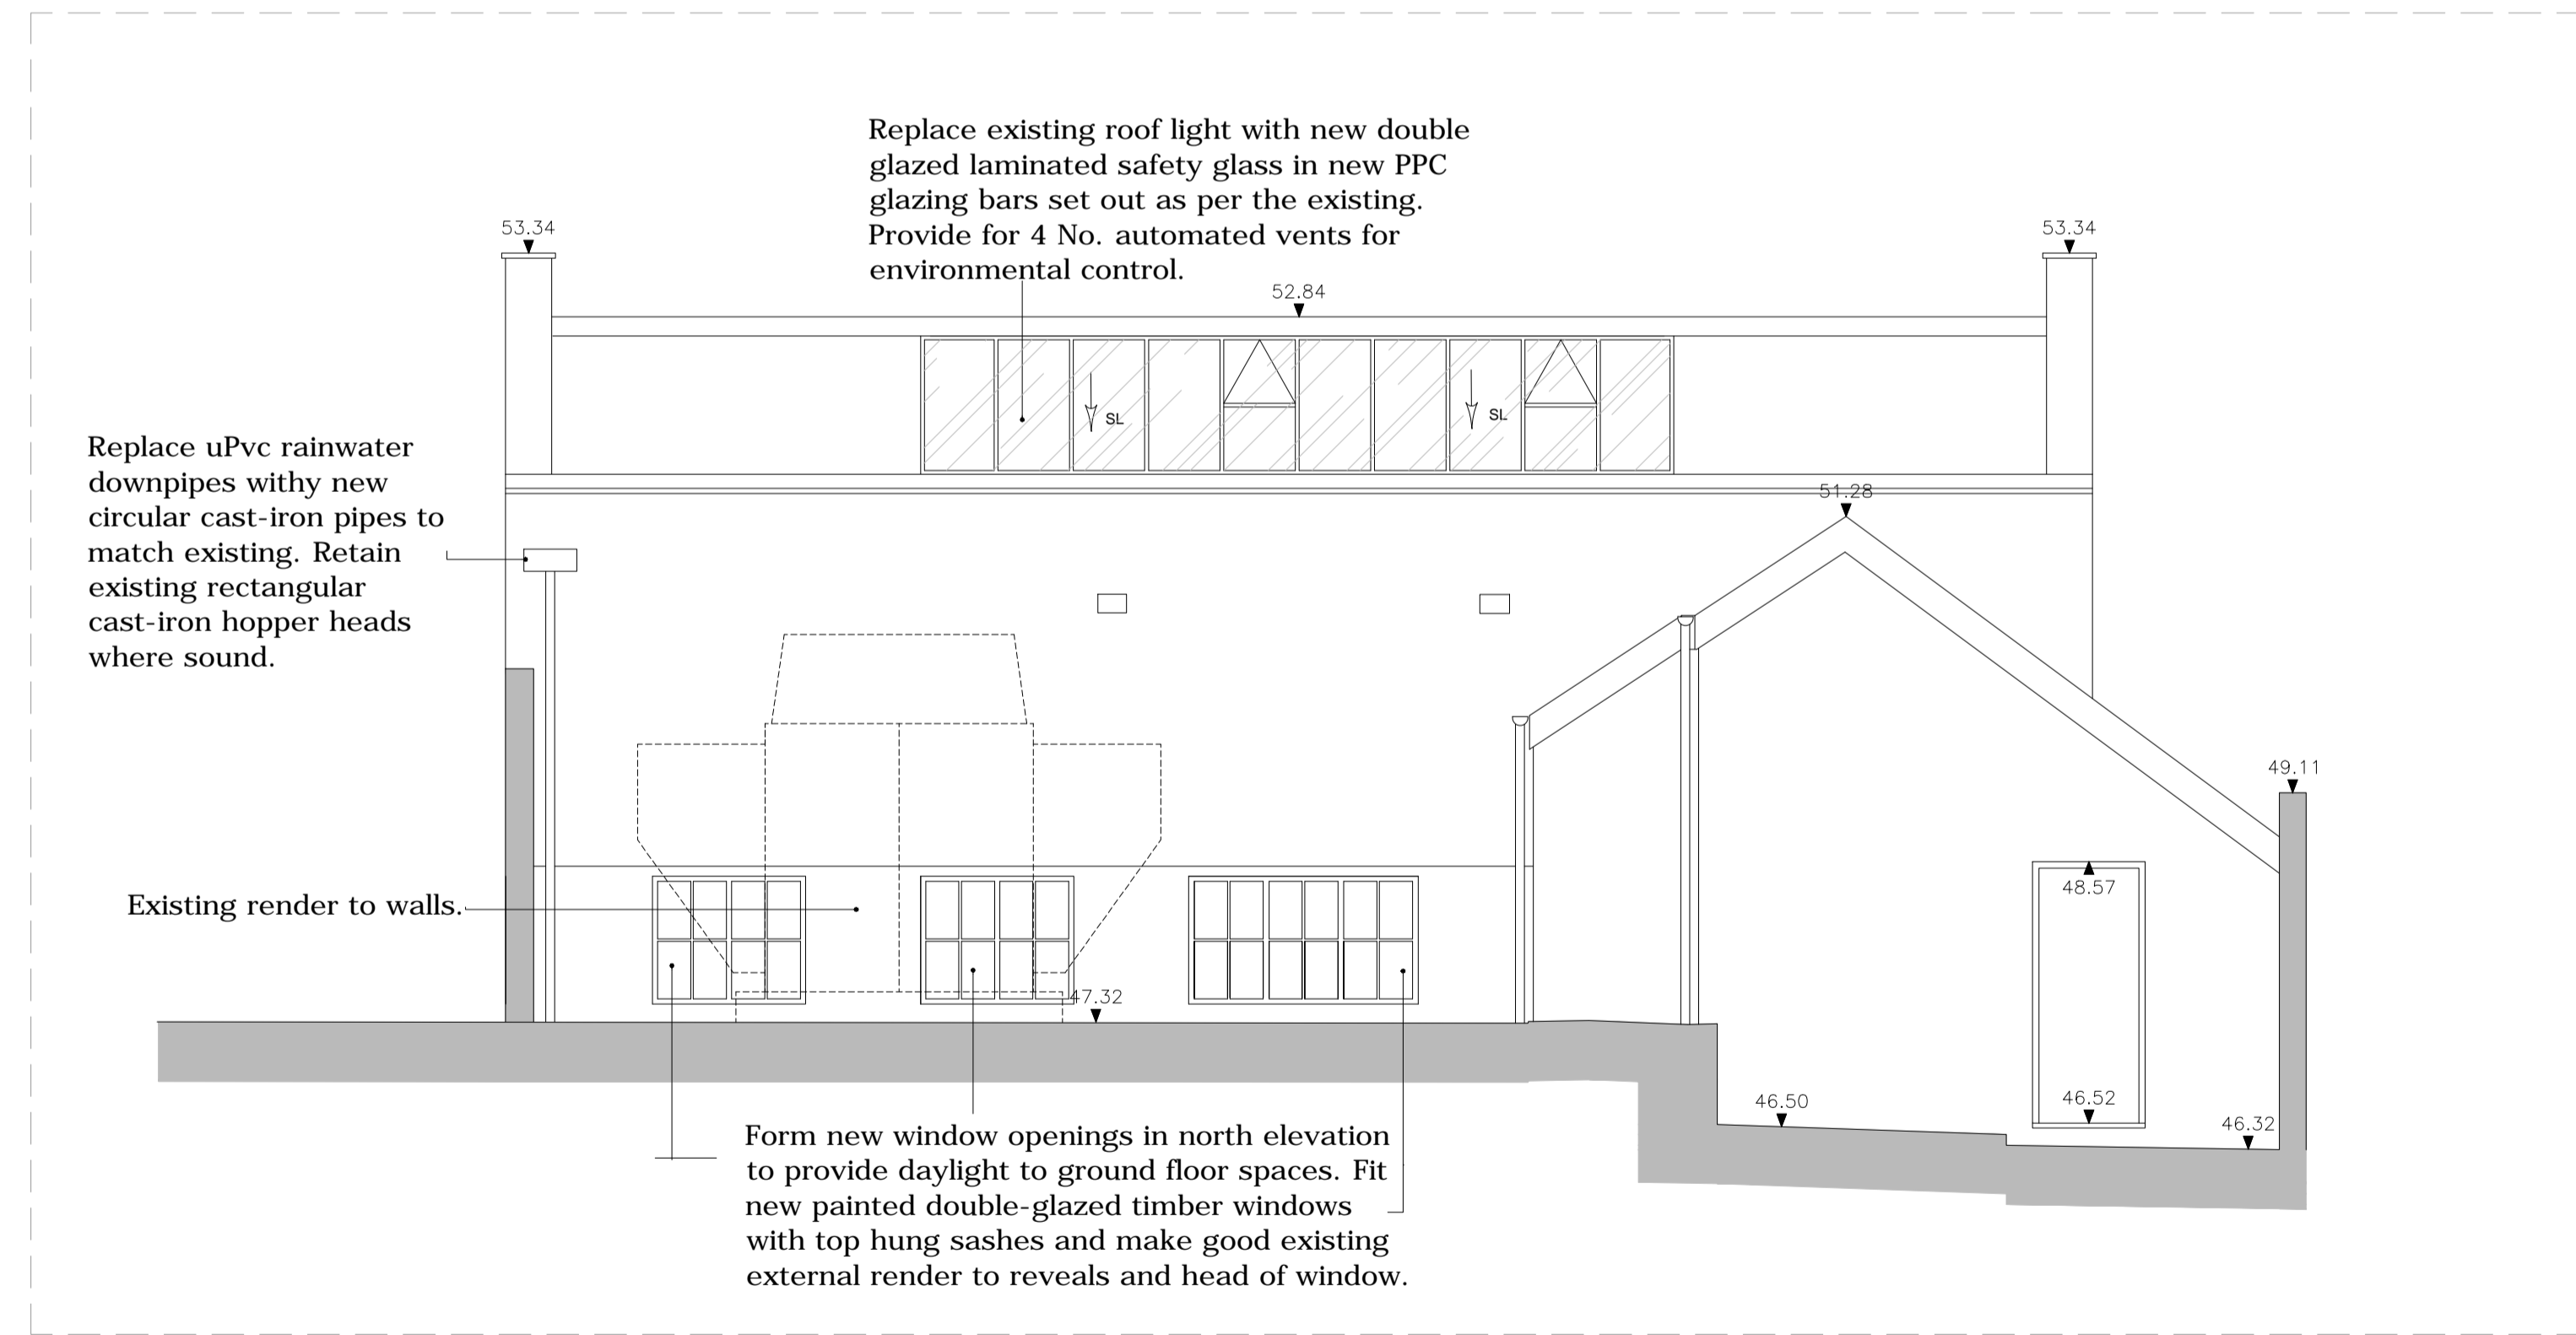 Replace existing roof light with new double
glazed laminated safety glass in new PPC
glazing bars set out as per the existing.
Provide for 4 No. automated vents for
environmental control.
53.34
53.34
52.84
SL
SL
Replace uPvc rainwater
downpipes withy new
circular cast-iron pipes to
match existing. Retain
existing rectangular
cast-iron hopper heads
where sound.
51.28
49.11
48.57
Existing render to walls.
47.32
46.50
46.52
46.32
Form new window openings in north elevation
to provide daylight to ground floor spaces. Fit
new painted double-glazed timber windows
with top hung sashes and make good existing
external render to reveals and head of window.